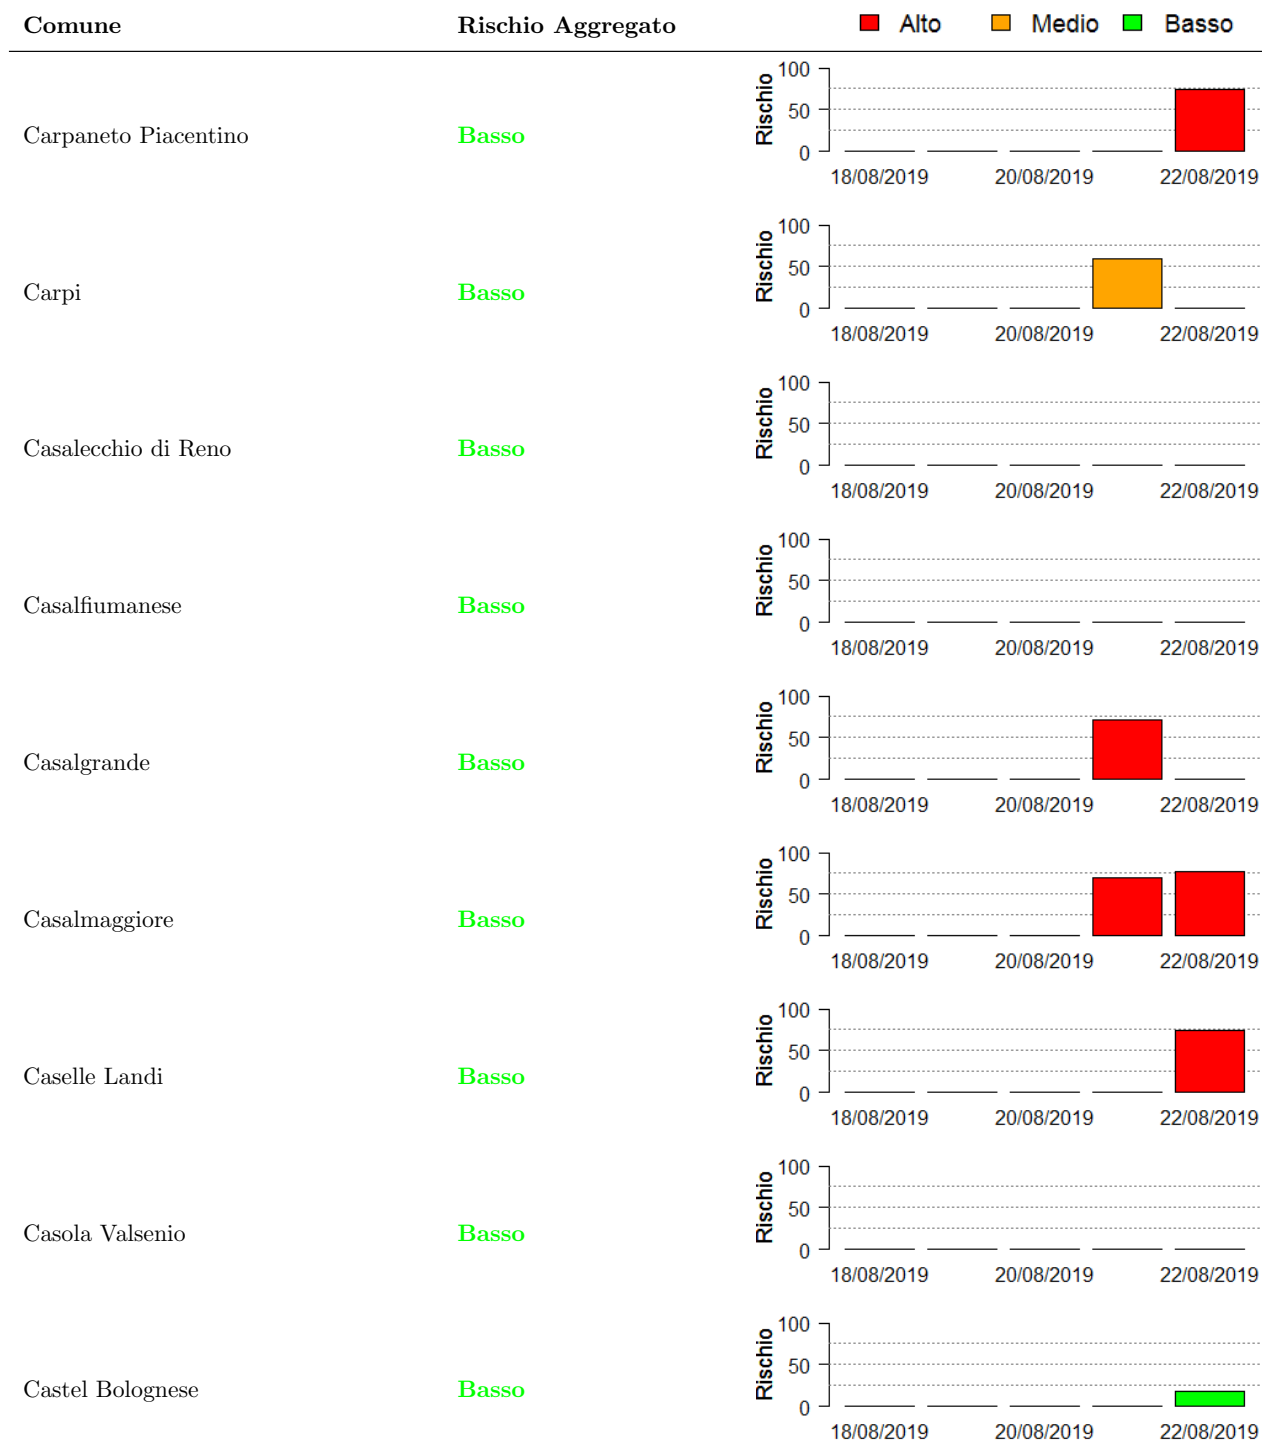 Comune Rischio Aggregato Alto Medio Basso
Carpaneto Piacentino Basso
Rischio
100
50
0
18/08/2019 20/08/2019 22/08/2019
Carpi Basso
Rischio
100
50
0
18/08/2019 20/08/2019 22/08/2019
Casalecchio di Reno Basso
Rischio
100
50
0
18/08/2019 20/08/2019 22/08/2019
Casalfiumanese Basso
Rischio
100
50
0
18/08/2019 20/08/2019 22/08/2019
Casalgrande Basso
Rischio
100
50
0
18/08/2019 20/08/2019 22/08/2019
Casalmaggiore Basso
Rischio
100
50
0
18/08/2019 20/08/2019 22/08/2019
Caselle Landi Basso
Rischio
100
50
0
18/08/2019 20/08/2019 22/08/2019
Casola Valsenio Basso
Rischio
100
50
0
18/08/2019 20/08/2019 22/08/2019
Castel Bolognese Basso
Rischio
100
50
0
18/08/2019 20/08/2019 22/08/2019